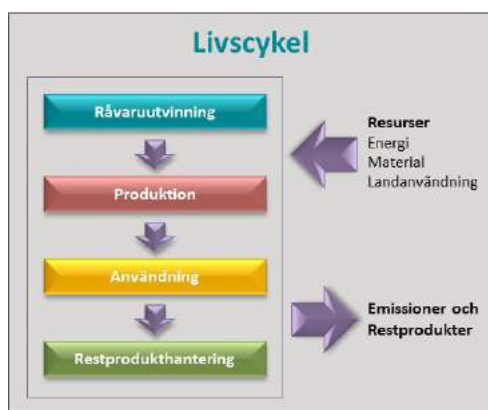 Livscykel
Råvaruutvinning
Produktion
Användning
Restprodukthantering
Resurser
Energi
Material
Landanvändning
Emissioner och
Restprodukter